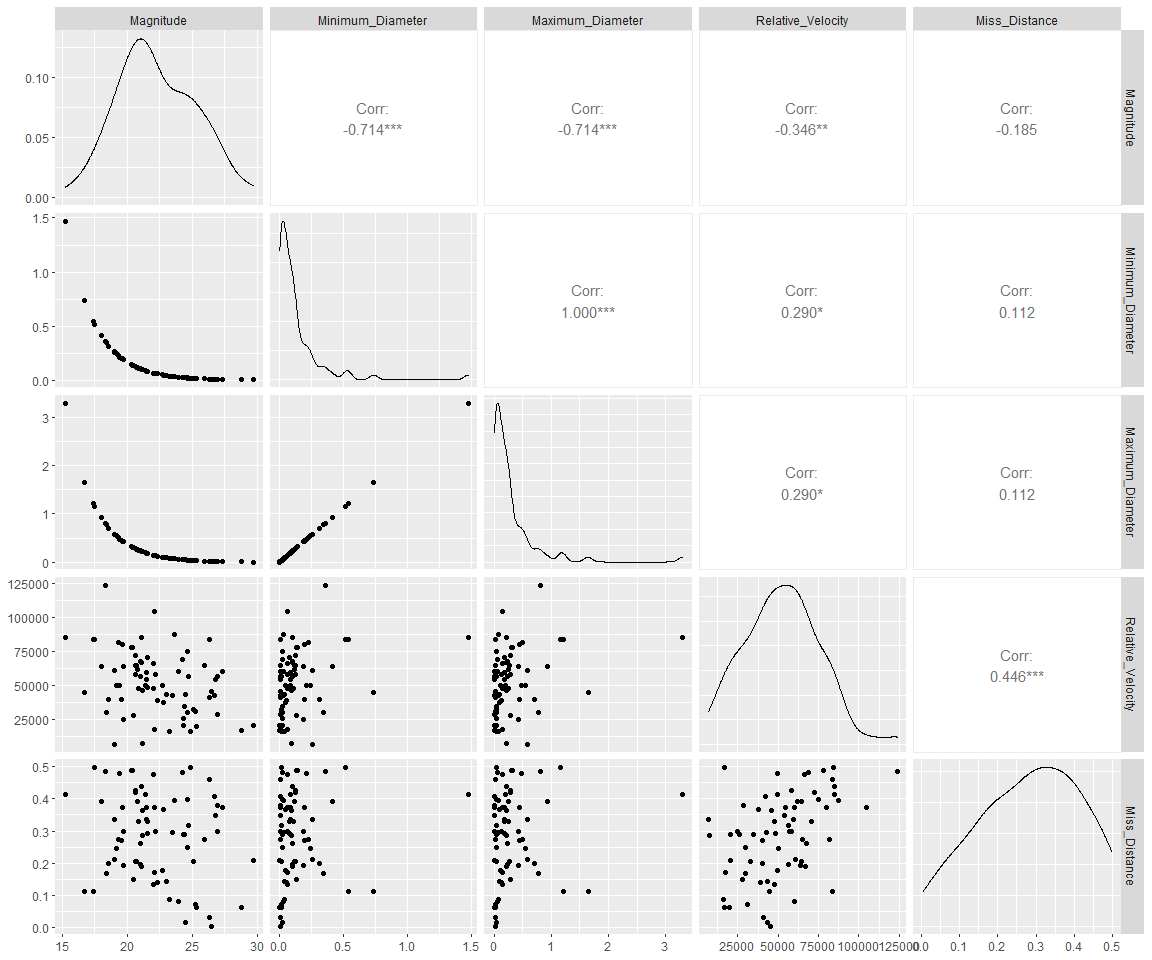 Magnitude Minimum_Diameter Maximum_Diameter Relative_Velocity Miss_Distance
0.10
0.05
0.00
Corr:
-0.714***
Corr:
-0.714***
Corr:
-0.346**
Corr:
-0.185
Magnitude
1.5
1.0
0.5
0.0
Corr:
1.000***
Corr:
0.290*
Corr:
0.112
Minimum_Diameter
3
2
1
0
Corr:
0.290*
Corr:
0.112
Maximum_Diameter
125000
100000
75000
50000
25000
Corr:
0.446***
Relative_Velocity
0.5
0.4
0.3
0.2
0.1
0.0
Miss_Distance
15 20 25 30 0.0 0.5 1.0 1.5 0 1 2 3 25000 50000 75000 100000 125000 0.0 0.1 0.2 0.3 0.4 0.5